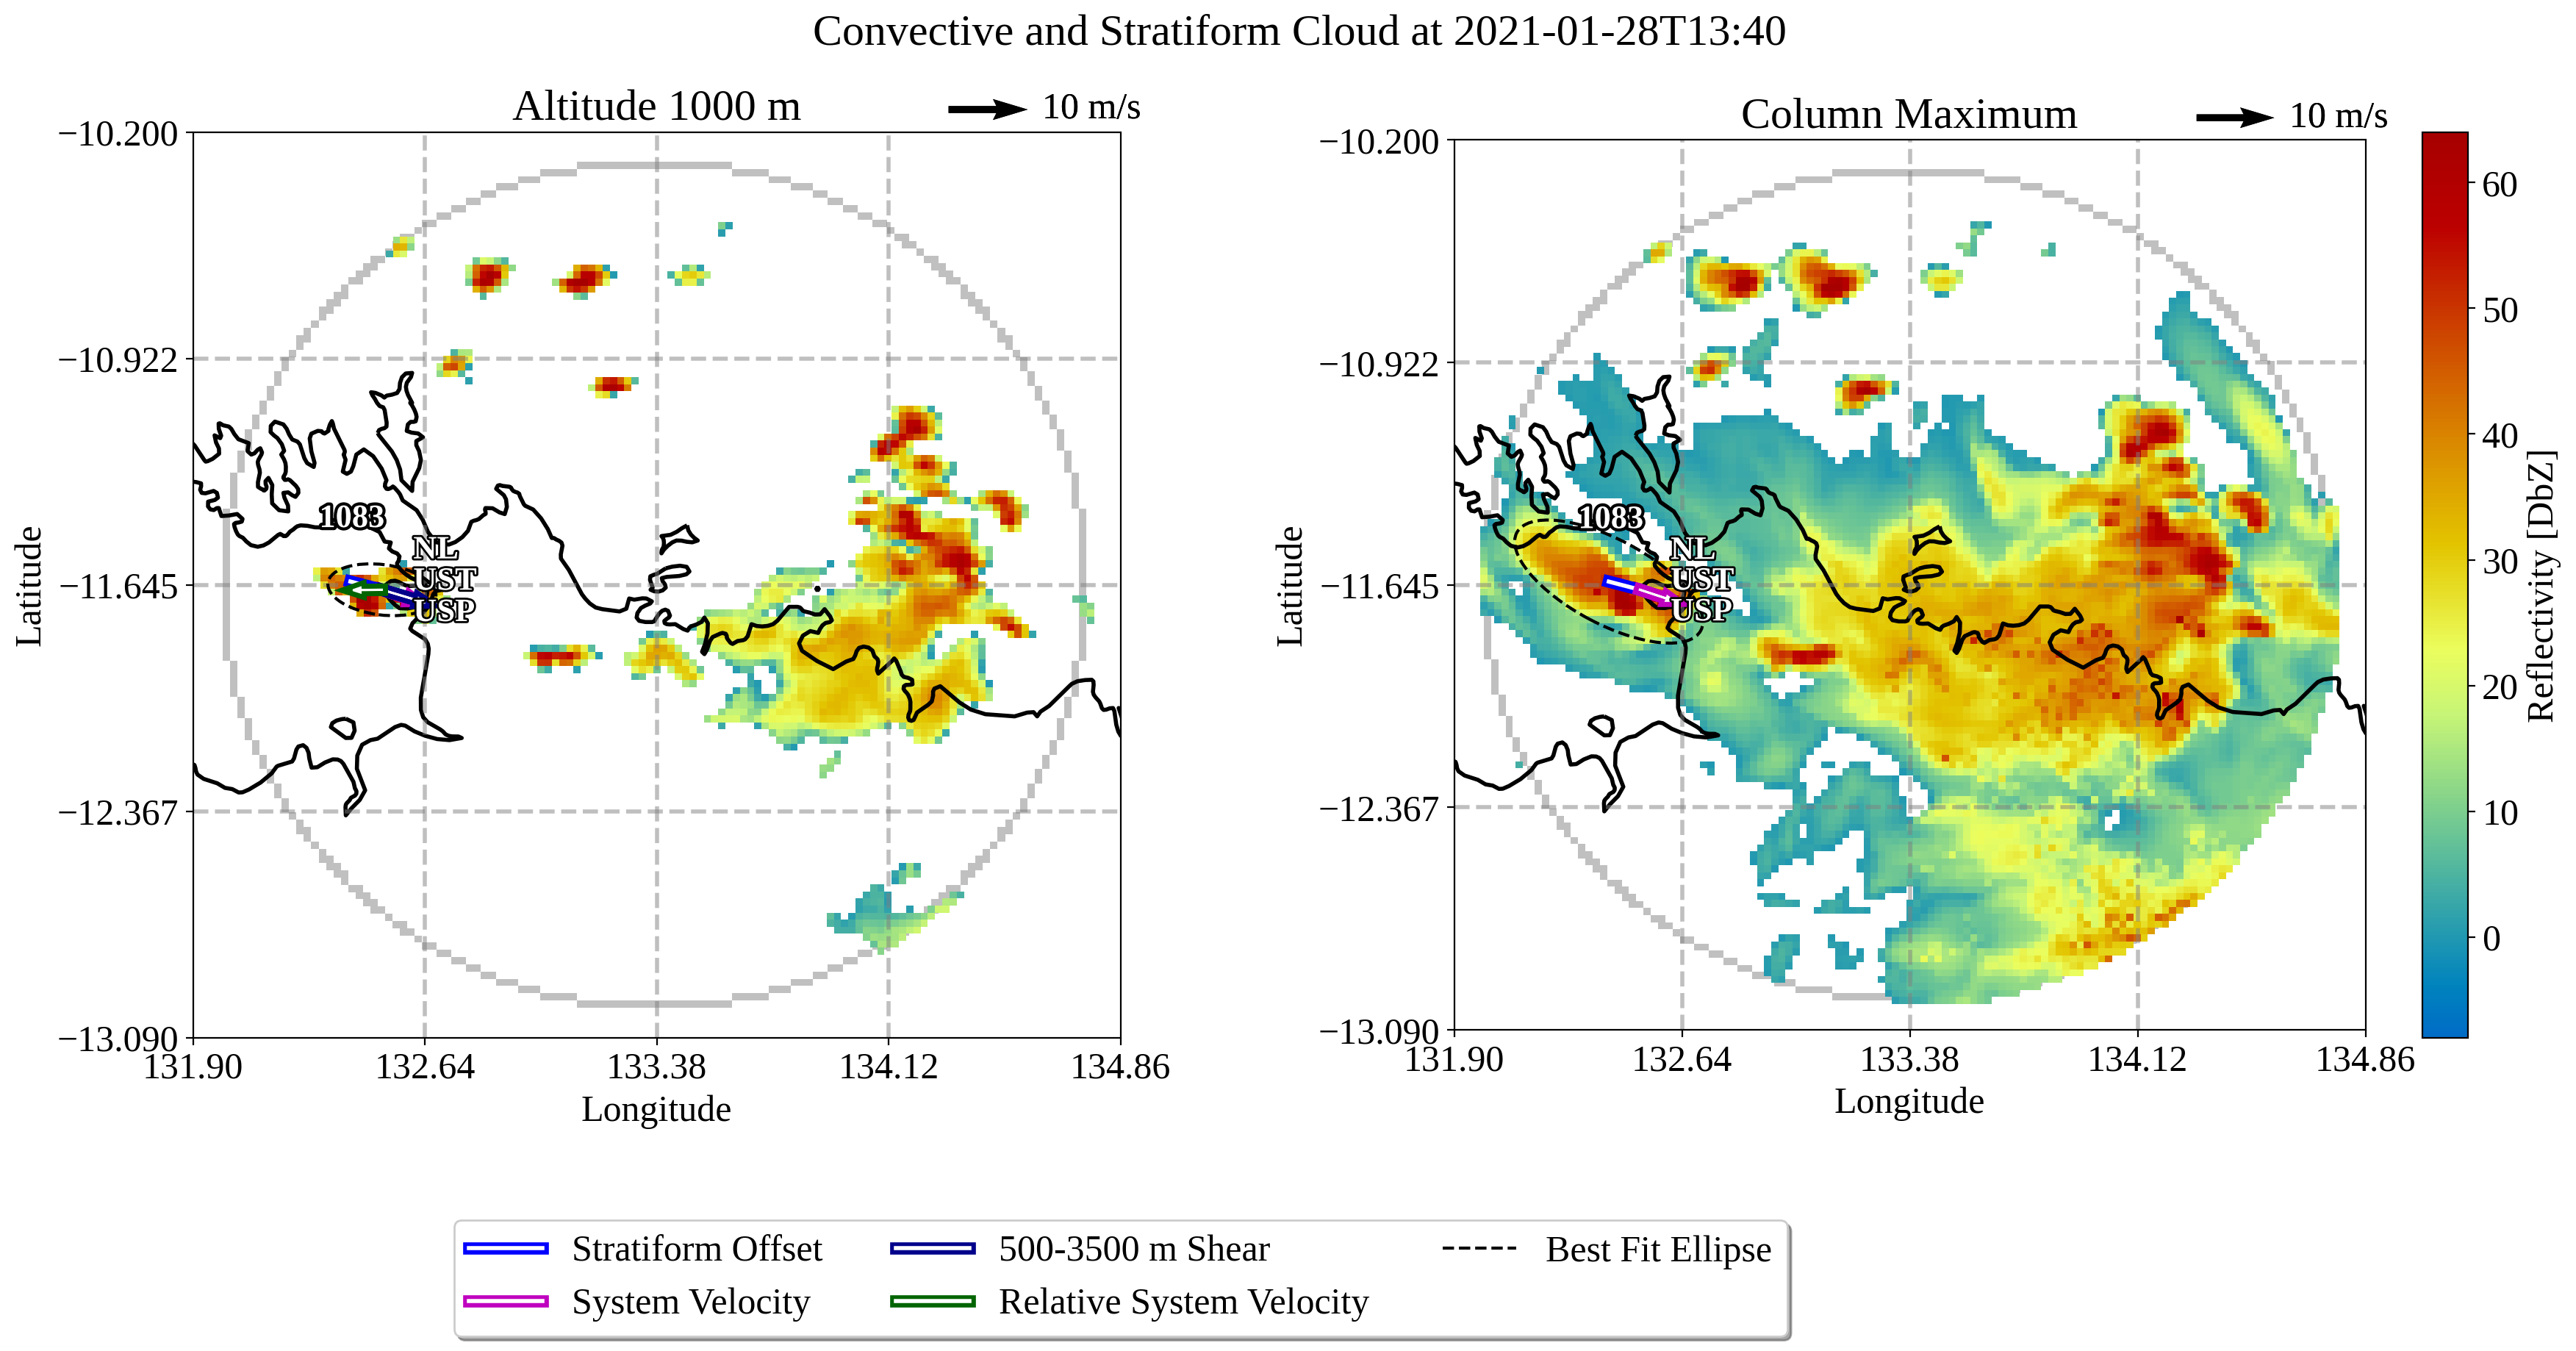 Convective and Stratiform Cloud at 2021-01-28T13:40
Altitude 1000 m
10 m/s
−10.200
−10.922
−11.645
−12.367
−13.090
Latitude
1083
NL
UST
USP
131.90
132.64
133.38
134.12
134.86
Longitude
Column Maximum
10 m/s
−10.200
−10.922
−11.645
−12.367
−13.090
Latitude
1083
NL
UST
USP
131.90
132.64
133.38
134.12
134.86
Longitude
60
50
40
30
20
10
0
Reflectivity [DbZ]
Stratiform Offset
System Velocity
500-3500 m Shear
Relative System Velocity
Best Fit Ellipse